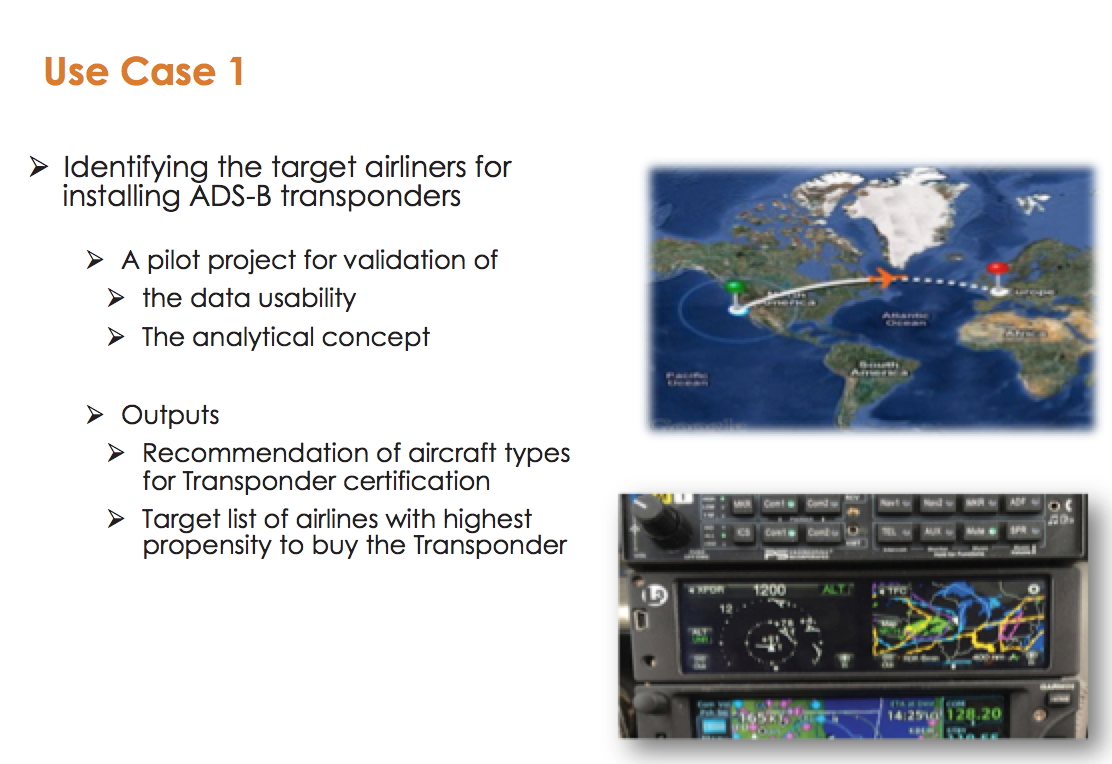 Use Case 1
➢ Identifying the target airliners for
installing ADS-B transponders
➢ A pilot project for validation of
➢ the data usability
➢ The analytical concept
➢ Outputs
➢ Recommendation of aircraft types
for Transponder certification
➢ Target list of airlines with highest
propensity to buy the Transponder
North
America
Europe
Atlantic
Ocean
Africa
South
America
Pacific
Ocean
MKR Com1 Com2 Nav1 Nav2 MKR ADF
ICS Com1 Com2 TEL AUX Mute SPR
PS
XPDR 1200 ALT TFC
12
ALT
400 nm
GARMIN
165KT
14:25
COM
128.20